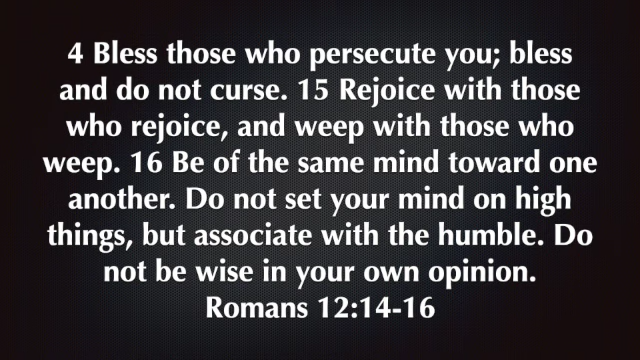 4 Bless those who persecute you; bless
and do not curse. 15 Rejoice with those
who rejoice, and weep with those who
weep. 16 Be of the same mind toward one
another. Do not set your mind on high
things, but associate with the humble. Do
not be wise in your own opinion.
Romans 12:14-16